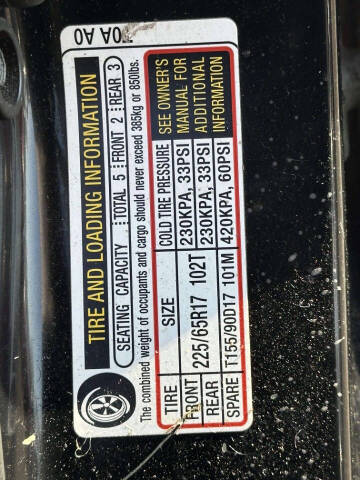 TIRE AND LOADING INFORMATION
SEATING CAPACITY TOTAL 5 FRONT 2 REAR 3
The combined weight of occupants and cargo should never exceed 385kg or 850lbs.
TIRE SIZE COLD TIRE PRESSURE
FRONT 225/65R17 102T 230KPA, 33PSI
REAR 230KPA, 33PSI
SPARE T155/90D17 101M 420KPA, 60PSI
SEE OWNER'S
MANUAL FOR
ADDITIONAL
INFORMATION
0A A0